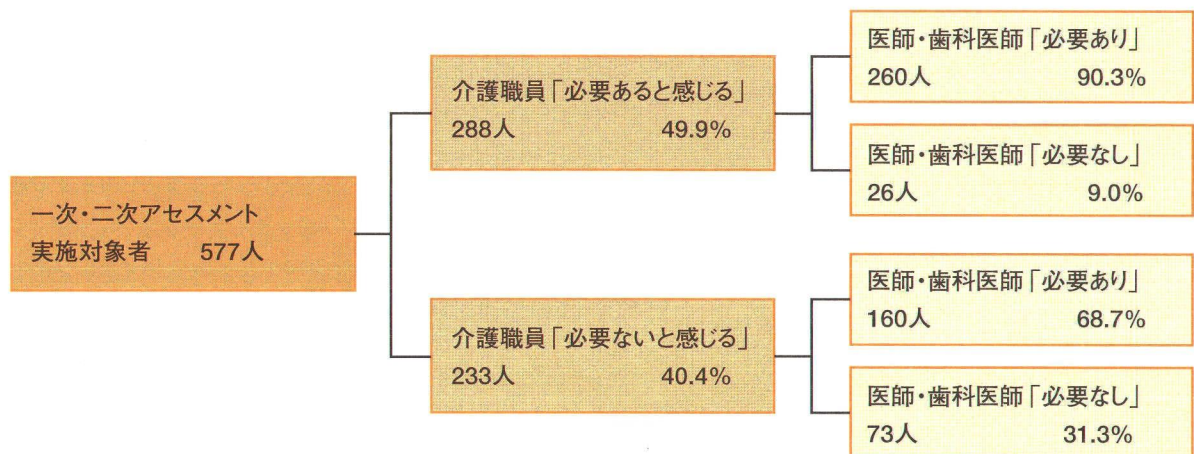 一次・二次アセスメント
実施対象者 577人
介護職員「必要あると感じる」
288人 49.9%
医師・歯科医師「必要あり」
260人 90.3%
医師・歯科医師「必要なし」
26人 9.0%
介護職員「必要ないと感じる」
233人 40.4%
医師・歯科医師「必要あり」
160人 68.7%
医師・歯科医師「必要なし」
73人 31.3%